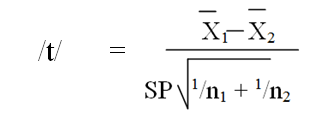 /t/ = X̅₁–X̅₂
SP√¹/n₁ + ¹/n₂